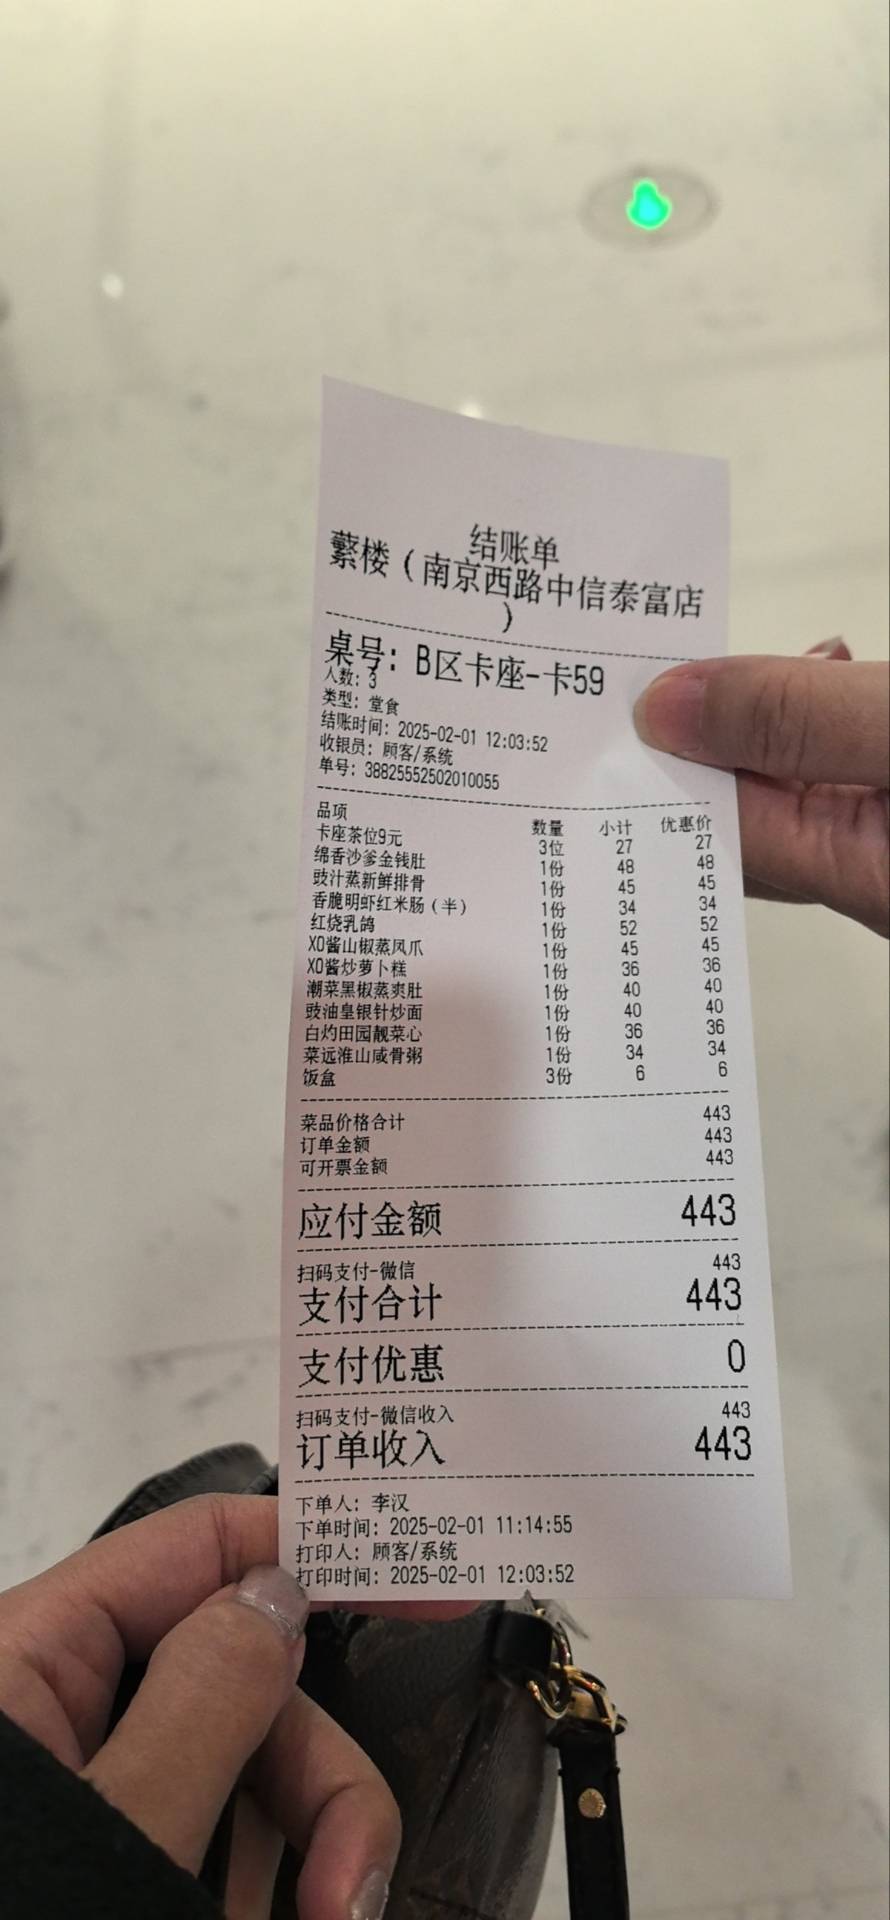 结账单
蘩楼（南京西路中信泰富店
）
桌号: B区卡座-卡59
人数: 3
类型: 堂食
结账时间: 2025-02-01 12:03:52
收银员: 顾客/系统
单号: 38825552502010055
品项 数量 小计 优惠价
卡座茶位9元 3位 27 27
绵香沙爹金钱肚 1份 48 48
豉汁蒸新鲜排骨 1份 45 45
香脆明虾红米肠（半） 1份 34 34
红烧乳鸽 1份 52 52
XO酱山椒蒸凤爪 1份 45 45
XO酱炒萝卜糕 1份 36 36
潮菜黑椒蒸爽肚 1份 40 40
豉油皇银针炒面 1份 40 40
白灼田园靓菜心 1份 36 36
菜远淮山咸骨粥 1份 34 34
饭盒 3份 6 6
菜品价格合计 443
订单金额 443
可开票金额 443
应付金额 443
扫码支付-微信 443
支付合计 443
支付优惠 0
扫码支付-微信收入 443
订单收入 443
下单人: 李汉
下单时间: 2025-02-01 11:14:55
打印人: 顾客/系统
打印时间: 2025-02-01 12:03:52